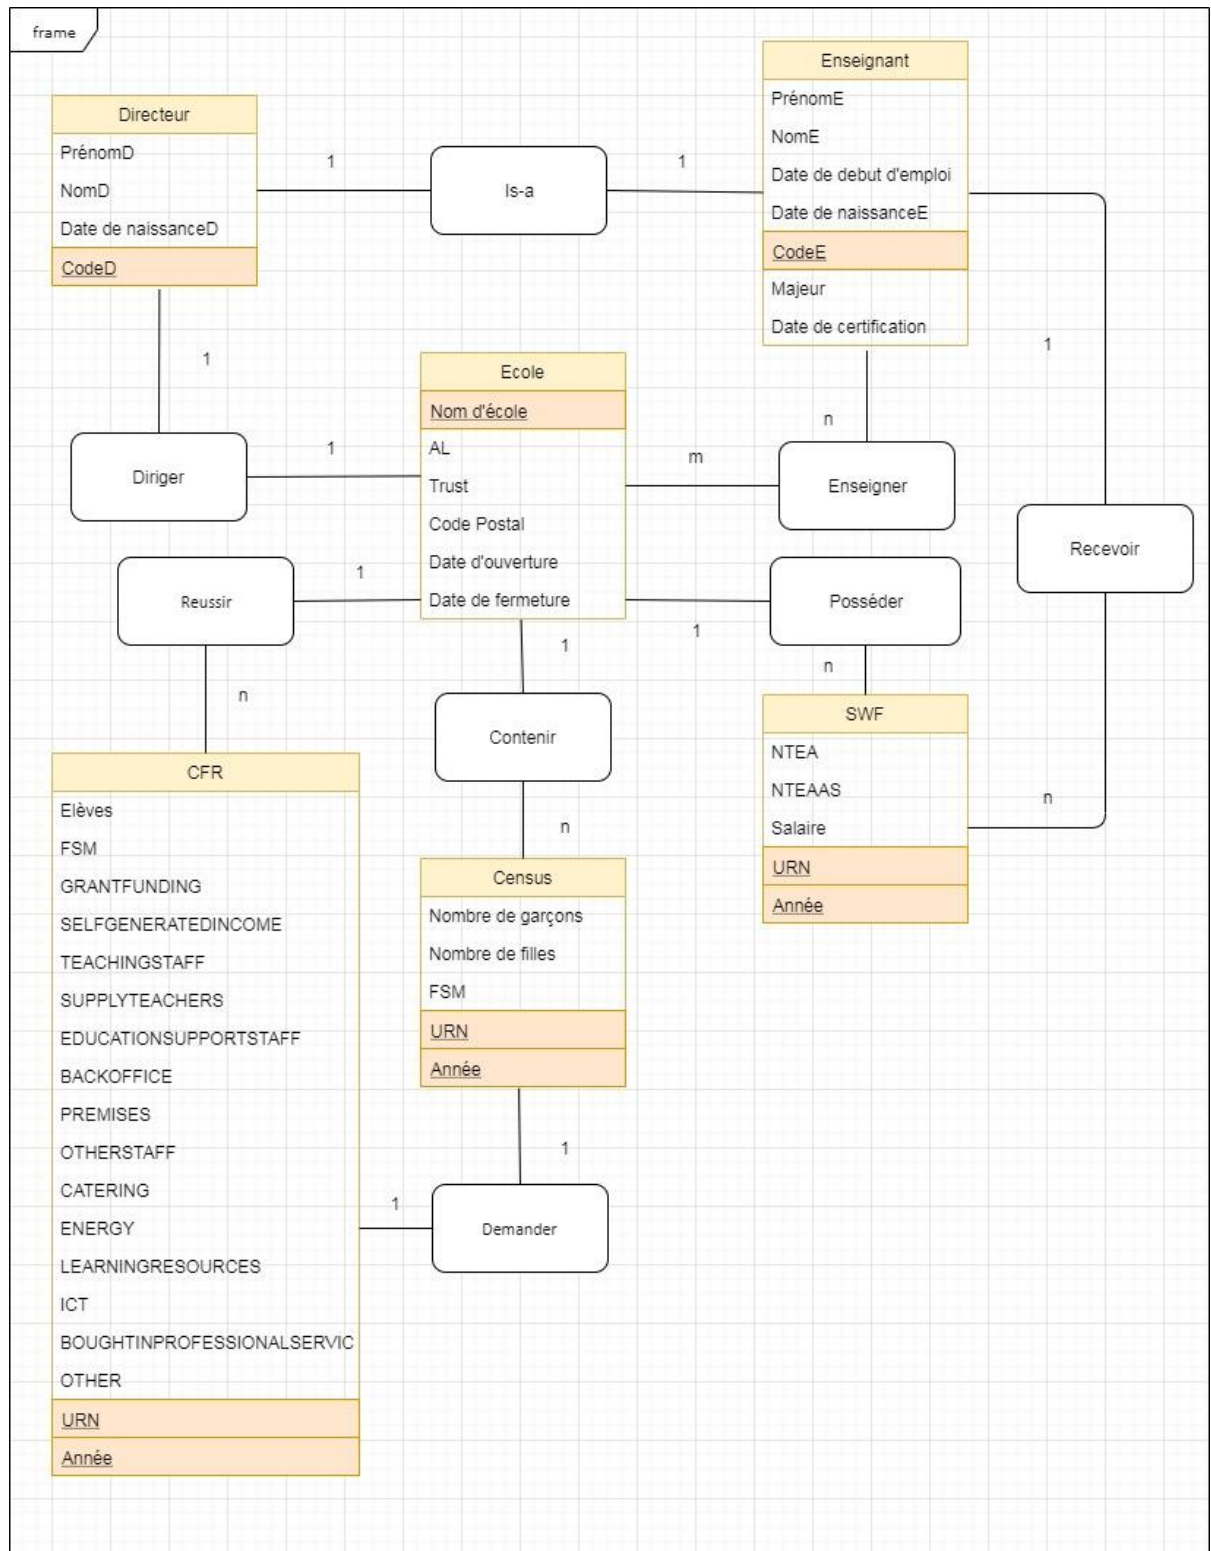 frame
Enseignant
PrénomE
NomE
Date de debut d'emploi
Date de naissanceE
CodeE
Majeur
Date de certification
Directeur
PrénomD
NomD
Date de naissanceD
CodeD
1
Is-a
1
1
1
Ecole
Nom d'école
AL
Trust
Code Postal
Date d'ouverture
Date de fermeture
Diriger
1
m
n
Enseigner
Recevoir
Reussir
1
1
Posséder
n
1
n
Contenir
n
SWF
NTEA
NTEAAS
Salaire
URN
Année
n
CFR
Elèves
FSM
GRANTFUNDING
SELFGENERATEDINCOME
TEACHINGSTAFF
SUPPLYTEACHERS
EDUCATIONSUPPORTSTAFF
BACKOFFICE
PREMISES
OTHERSTAFF
CATERING
ENERGY
LEARNINGRESOURCES
ICT
BOUGHTINPROFESSIONALSERVIC
OTHER
URN
Année
Census
Nombre de garçons
Nombre de filles
FSM
URN
Année
1
1
Demander